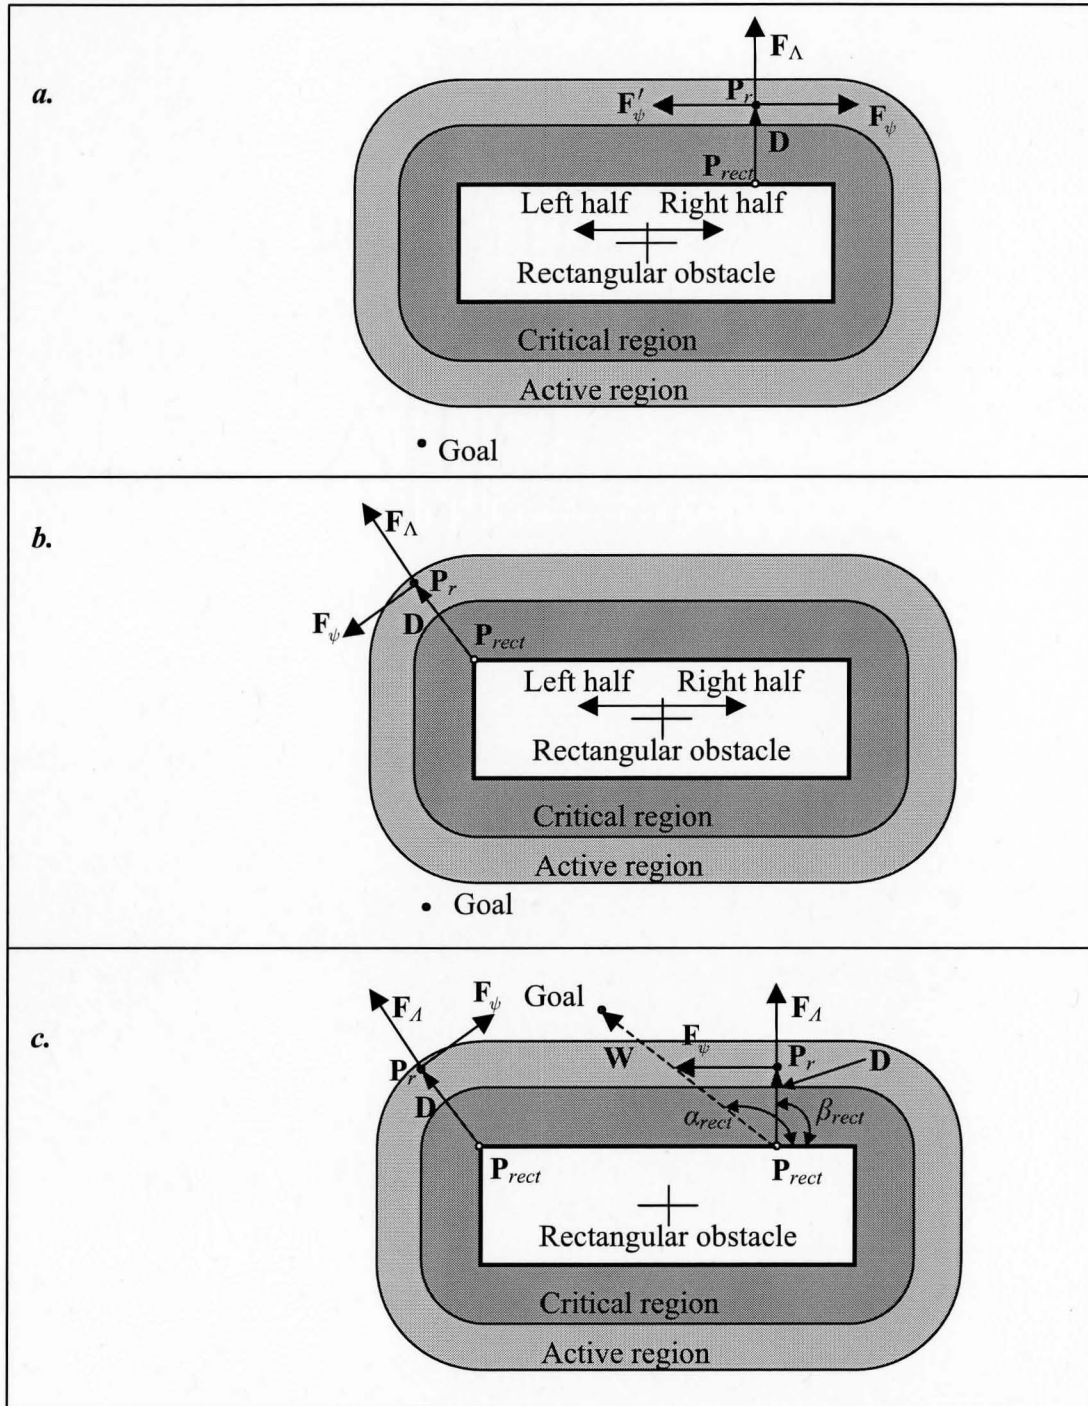 a.
F_Λ
F′_ψ P_r F_ψ
D
P_rect
Left half Right half
Rectangular obstacle
Critical region
Active region
Goal
b.
F_Λ
P_r
F_ψ D P_rect
Left half Right half
Rectangular obstacle
Critical region
Active region
Goal
c.
F_Λ F_ψ Goal F_Λ
F_ψ
W P_r D
P_r
D α_rect β_rect
P_rect P_rect
Rectangular obstacle
Critical region
Active region